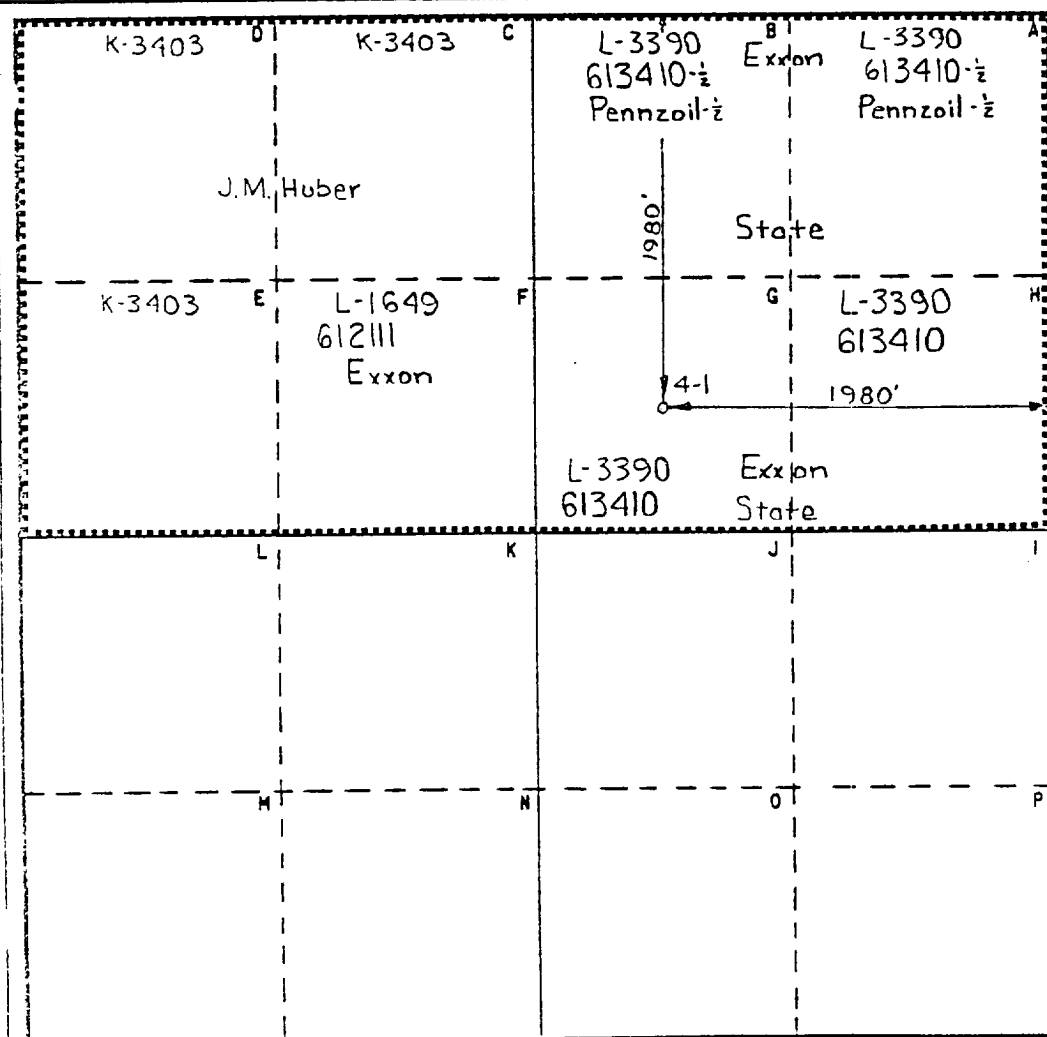 K-3403
D
K-3403
C
L-3390
613410-½
Pennzoil-½
B
Exxon
L-3390
613410-½
Pennzoil-½
A
J.M. Huber
1980'
State
K-3403
E
L-1649
612111
Exxon
F
G
L-3390
613410
H
4-1
1980'
L-3390
613410
Exxon
State
L
K
J
I
M
N
O
P